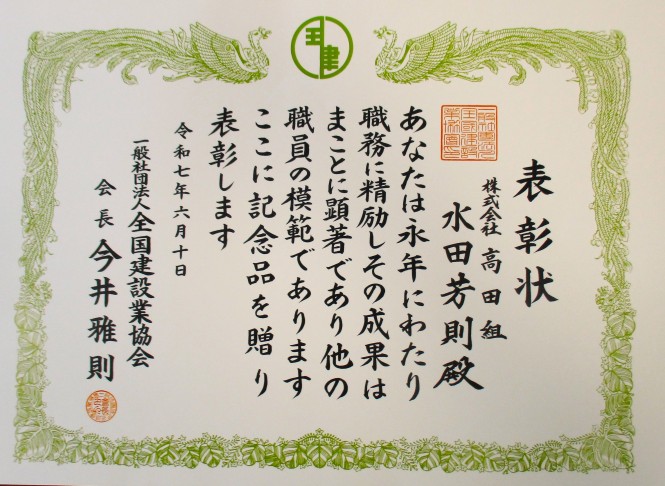 全建
表彰状
株式会社 高田組
水田芳則殿
あなたは永年にわたり
職務に精励しその成果は
まことに顕著であり他の
職員の模範であります
ここに記念品を贈り
表彰します
令和七年六月十日
一般社団法人全国建設業協会
会長 今井雅則